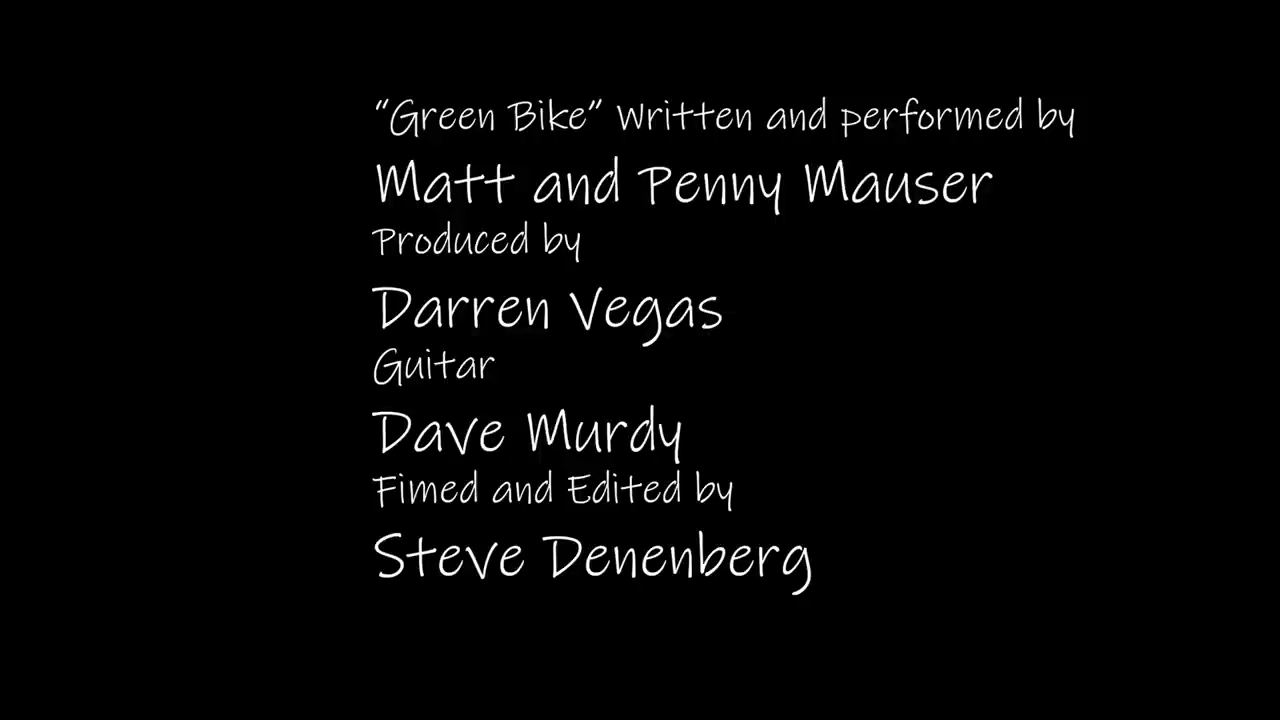 “Green Bike” written and performed by
Matt and Penny Mauser
Produced by
Darren Vegas
Guitar
Dave Murdy
Fimed and Edited by
Steve Denenberg